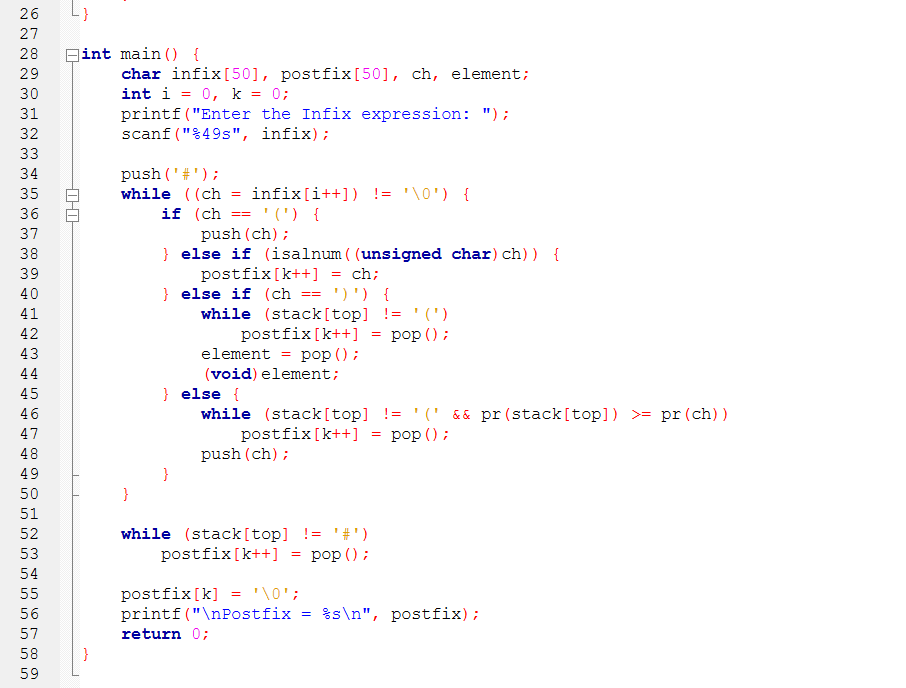 26 }
27
28 int main() {
29     char infix[50], postfix[50], ch, element;
30     int i = 0, k = 0;
31     printf("Enter the Infix expression: ");
32     scanf("%49s", infix);
33
34     push('#');
35     while ((ch = infix[i++]) != '\0') {
36         if (ch == '(') {
37             push(ch);
38         } else if (isalnum((unsigned char)ch)) {
39             postfix[k++] = ch;
40         } else if (ch == ')') {
41             while (stack[top] != '(')
42                 postfix[k++] = pop();
43             element = pop();
44             (void)element;
45         } else {
46             while (stack[top] != '(' && pr(stack[top]) >= pr(ch))
47                 postfix[k++] = pop();
48             push(ch);
49         }
50     }
51
52     while (stack[top] != '#')
53         postfix[k++] = pop();
54
55     postfix[k] = '\0';
56     printf("\nPostfix = %s\n", postfix);
57     return 0;
58 }
59